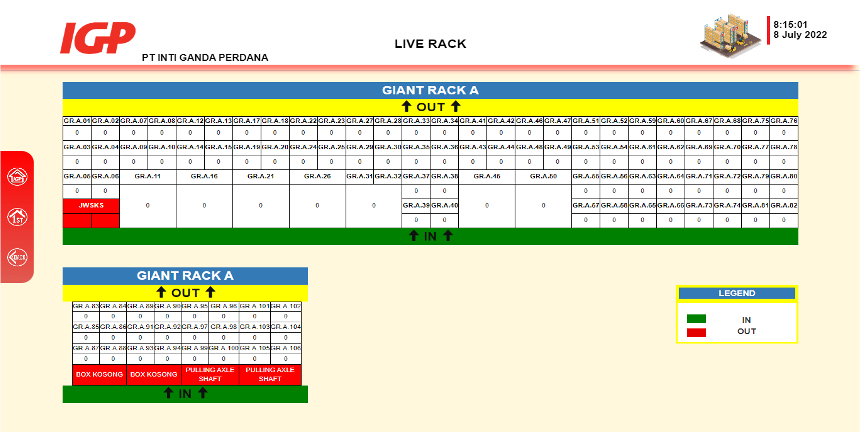 IGP
PT INTI GANDA PERDANA
LIVE RACK
8:15:01
8 July 2022
GIANT RACK A
OUT
GR.A.01 GR.A.02 GR.A.07 GR.A.08 GR.A.12 GR.A.13 GR.A.17 GR.A.18 GR.A.22 GR.A.23 GR.A.27 GR.A.28 GR.A.33 GR.A.34 GR.A.41 GR.A.42 GR.A.46 GR.A.47 GR.A.51 GR.A.52 GR.A.59 GR.A.60 GR.A.67 GR.A.68 GR.A.75 GR.A.76
0 0 0 0 0 0 0 0 0 0 0 0 0 0 0 0 0 0 0 0 0 0 0 0 0 0
GR.A.03 GR.A.04 GR.A.09 GR.A.10 GR.A.14 GR.A.15 GR.A.19 GR.A.20 GR.A.24 GR.A.25 GR.A.29 GR.A.30 GR.A.35 GR.A.36 GR.A.43 GR.A.44 GR.A.48 GR.A.49 GR.A.53 GR.A.54 GR.A.61 GR.A.62 GR.A.69 GR.A.70 GR.A.77 GR.A.78
0 0 0 0 0 0 0 0 0 0 0 0 0 0 0 0 0 0 0 0 0 0 0 0 0 0
GR.A.05 GR.A.06 GR.A.11 GR.A.16 GR.A.21 GR.A.26 GR.A.31 GR.A.32 GR.A.37 GR.A.38 GR.A.45 GR.A.50 GR.A.55 GR.A.56 GR.A.63 GR.A.64 GR.A.71 GR.A.72 GR.A.79 GR.A.80
0 0 0 0 0 0 0 0 0 0 0 0
JWSKS 0 0 0 0 0 GR.A.39 GR.A.40 0 0 GR.A.57 GR.A.58 GR.A.65 GR.A.66 GR.A.73 GR.A.74 GR.A.81 GR.A.82
0 0 0 0 0 0 0 0 0 0
IN
GIANT RACK A
OUT
GR.A.83 GR.A.84 GR.A.89 GR.A.90 GR.A.95 GR.A.96 GR.A.101 GR.A.102
0 0 0 0 0 0 0 0
GR.A.85 GR.A.86 GR.A.91 GR.A.92 GR.A.97 GR.A.98 GR.A.103 GR.A.104
0 0 0 0 0 0 0 0
GR.A.87 GR.A.88 GR.A.93 GR.A.94 GR.A.99 GR.A.100 GR.A.105 GR.A.106
0 0 0 0 0 0 0 0
BOX KOSONG BOX KOSONG PULLING AXLE SHAFT PULLING AXLE SHAFT
IN
LEGEND
IN
OUT
1ST
BACK